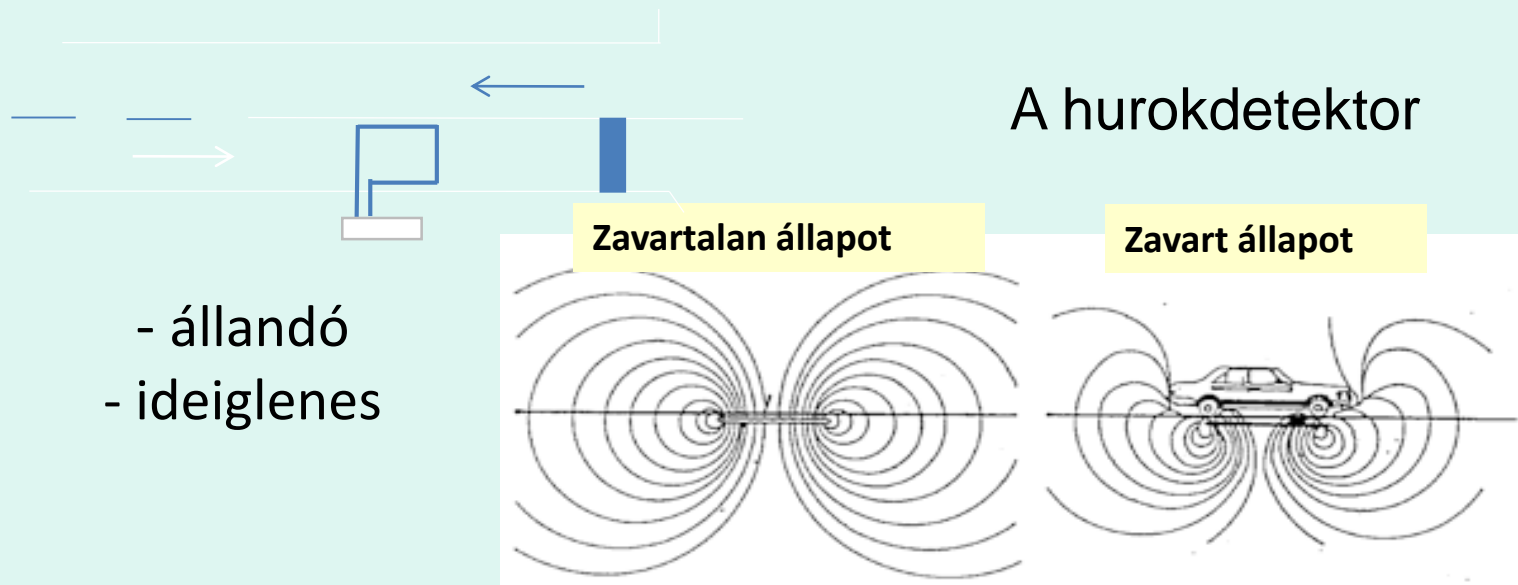 A hurokdetektor
Zavartalan állapot
Zavart állapot
- állandó
- ideiglenes